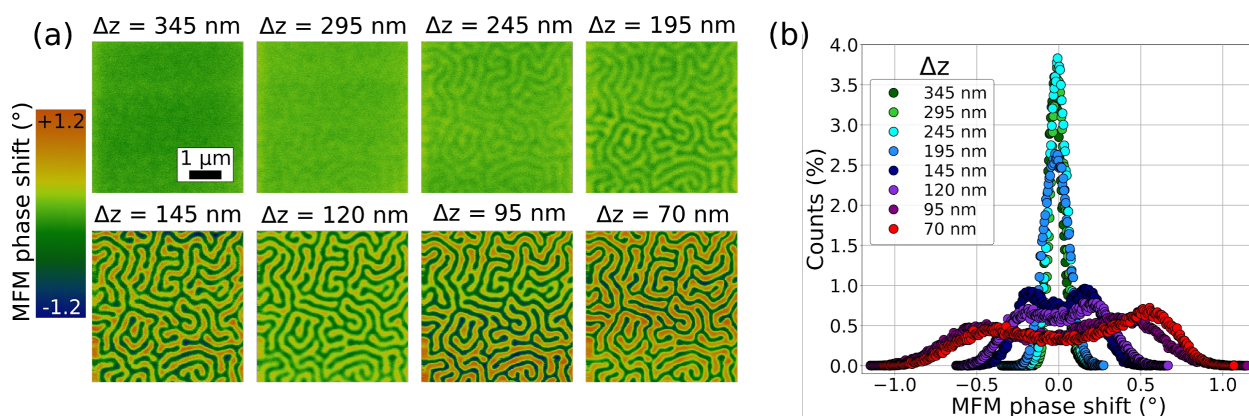 (a)
Δz = 345 nm
Δz = 295 nm
Δz = 245 nm
Δz = 195 nm
MFM phase shift (°)
+1.2
-1.2
1 μm
Δz = 145 nm
Δz = 120 nm
Δz = 95 nm
Δz = 70 nm
(b)
Counts (%)
4.0
3.5
3.0
2.5
2.0
1.5
1.0
0.5
0.0
Δz
345 nm
295 nm
245 nm
195 nm
145 nm
120 nm
95 nm
70 nm
−1.0
−0.5
0.0
0.5
1.0
MFM phase shift (°)